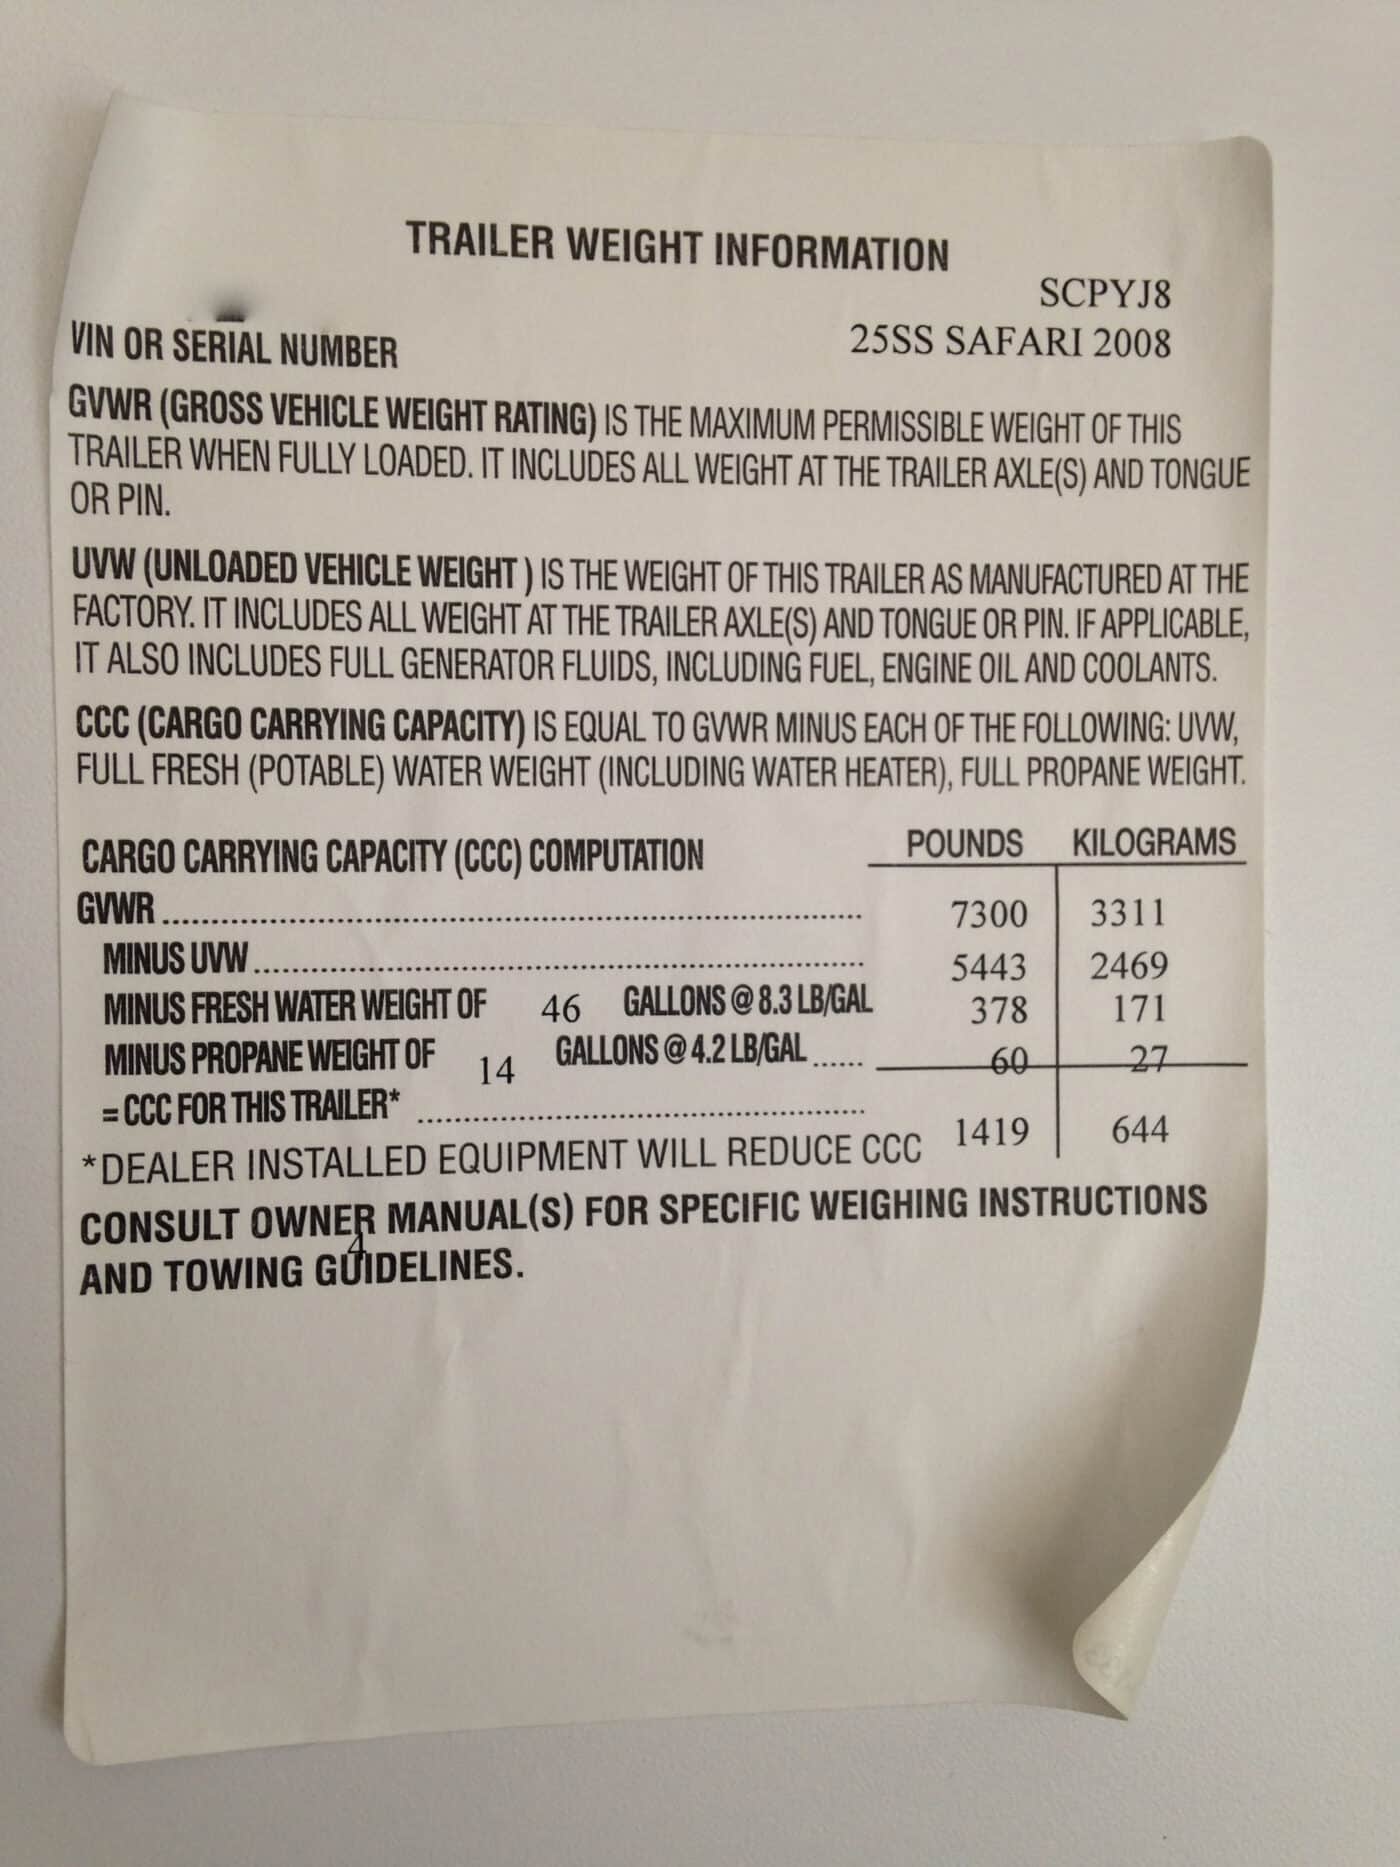 TRAILER WEIGHT INFORMATION
SCPYJ8
VIN OR SERIAL NUMBER 25SS SAFARI 2008
GVWR (GROSS VEHICLE WEIGHT RATING) IS THE MAXIMUM PERMISSIBLE WEIGHT OF THIS
TRAILER WHEN FULLY LOADED. IT INCLUDES ALL WEIGHT AT THE TRAILER AXLE(S) AND TONGUE
OR PIN.
UVW (UNLOADED VEHICLE WEIGHT ) IS THE WEIGHT OF THIS TRAILER AS MANUFACTURED AT THE
FACTORY. IT INCLUDES ALL WEIGHT AT THE TRAILER AXLE(S) AND TONGUE OR PIN. IF APPLICABLE,
IT ALSO INCLUDES FULL GENERATOR FLUIDS, INCLUDING FUEL, ENGINE OIL AND COOLANTS.
CCC (CARGO CARRYING CAPACITY) IS EQUAL TO GVWR MINUS EACH OF THE FOLLOWING: UVW,
FULL FRESH (POTABLE) WATER WEIGHT (INCLUDING WATER HEATER), FULL PROPANE WEIGHT.
CARGO CARRYING CAPACITY (CCC) COMPUTATION POUNDS KILOGRAMS
GVWR 7300 3311
MINUS UVW 5443 2469
MINUS FRESH WATER WEIGHT OF 46 GALLONS @ 8.3 LB/GAL 378 171
MINUS PROPANE WEIGHT OF 14 GALLONS @ 4.2 LB/GAL 60 27
= CCC FOR THIS TRAILER* 1419 644
*DEALER INSTALLED EQUIPMENT WILL REDUCE CCC
CONSULT OWNER MANUAL(S) FOR SPECIFIC WEIGHING INSTRUCTIONS
4
AND TOWING GUIDELINES.